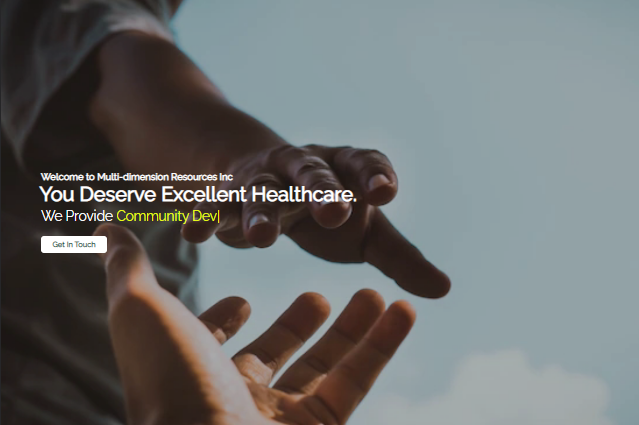 Welcome to Multi-dimension Resources Inc
You Deserve Excellent Healthcare.
We Provide Community Dev|
Get In Touch